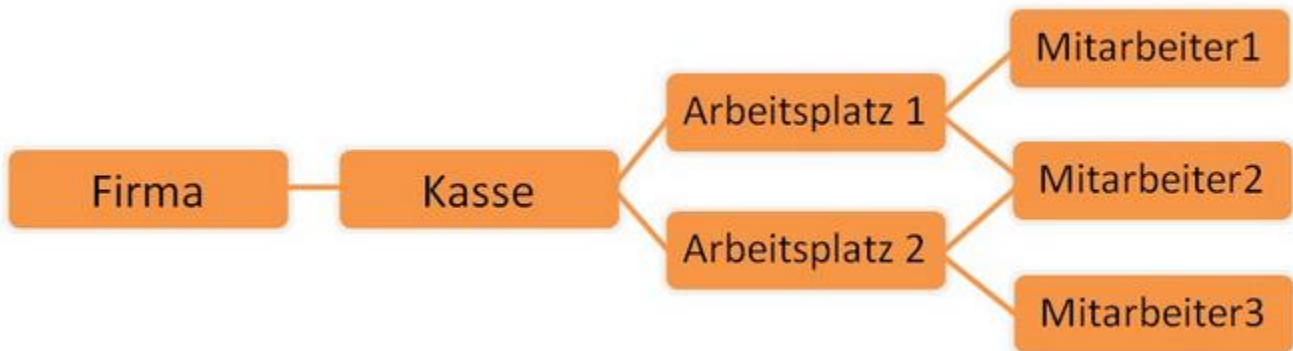 Firma
Kasse
Arbeitsplatz 1
Arbeitsplatz 2
Mitarbeiter1
Mitarbeiter2
Mitarbeiter3